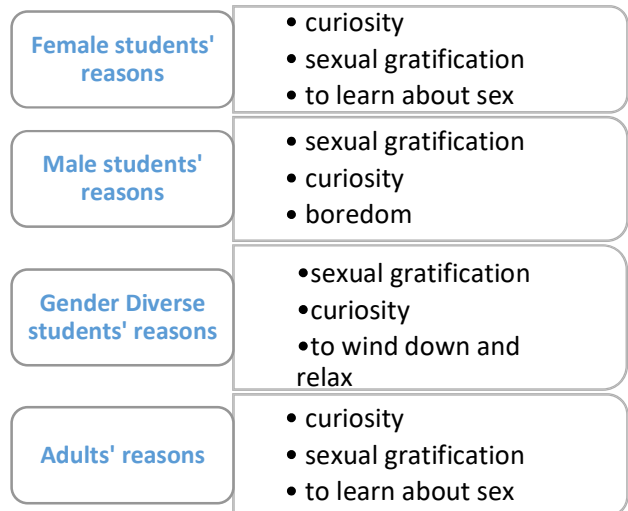 Female students'
reasons
• curiosity
• sexual gratification
• to learn about sex
Male students'
reasons
• sexual gratification
• curiosity
• boredom
Gender Diverse
students' reasons
•sexual gratification
•curiosity
•to wind down and
relax
Adults' reasons
• curiosity
• sexual gratification
• to learn about sex